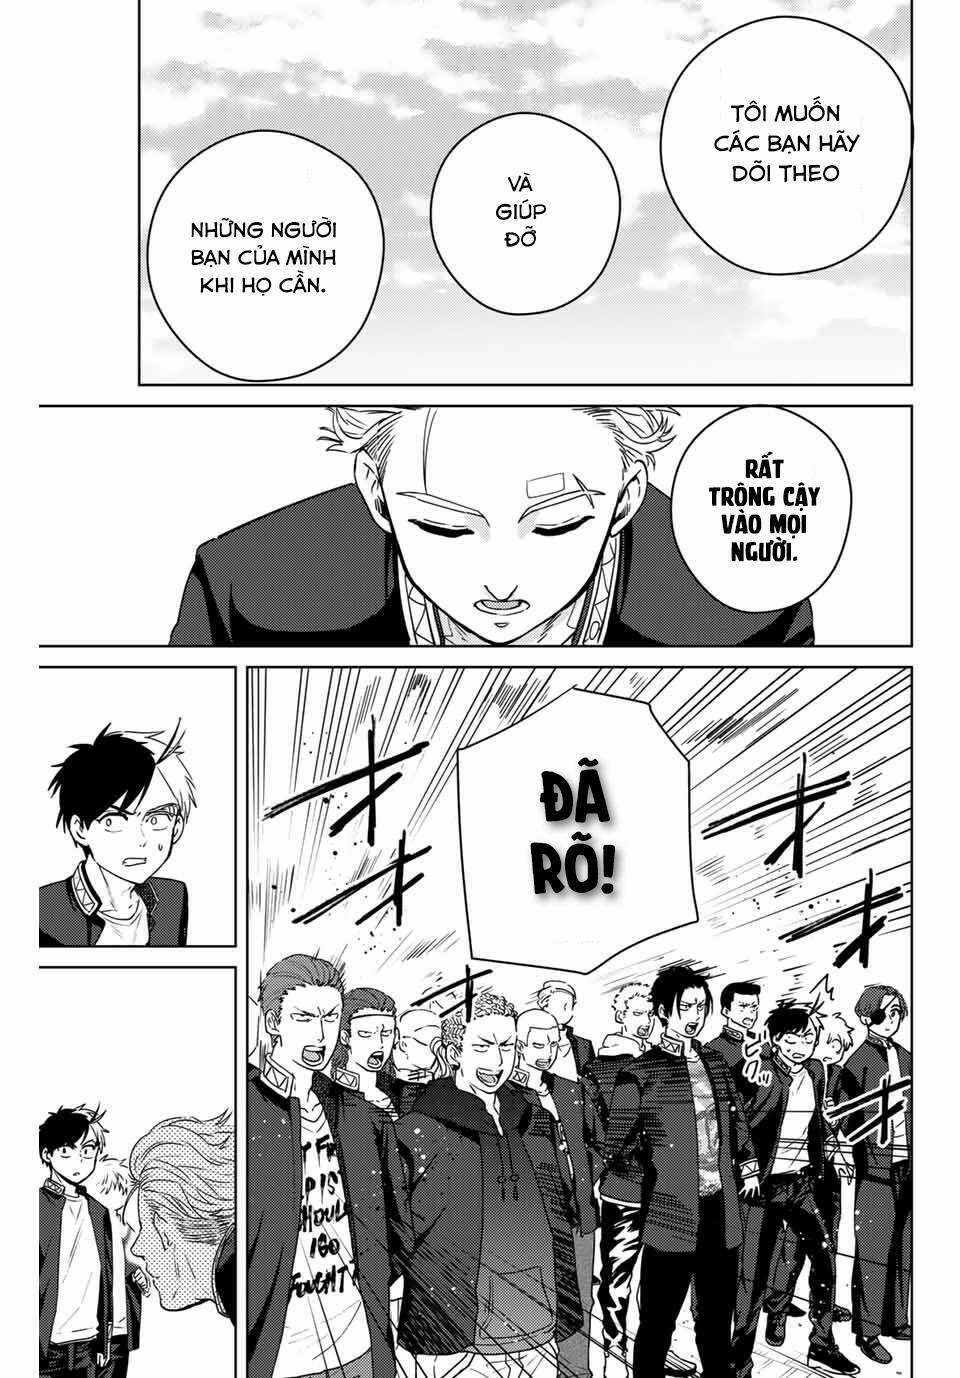 TÔI MUỐN
CÁC BẠN HÃY
DÕI THEO
VÀ
GIÚP
ĐỠ
NHỮNG NGƯỜI
BẠN CỦA MÌNH
KHI HỌ CẦN.
RẤT
TRÔNG CẬY
VÀO MỌI
NGƯỜI.
ĐÃ
RÕ!